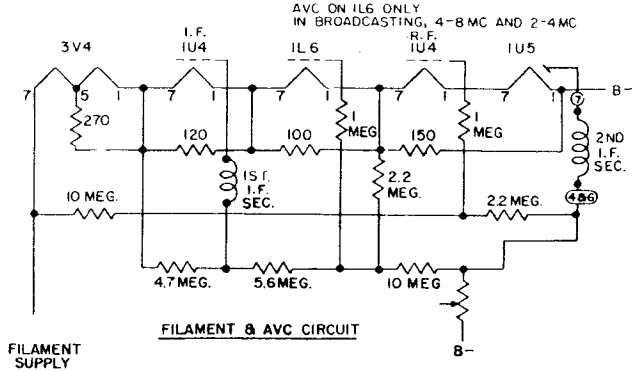 AVC ON 1L6 ONLY
IN BROADCASTING, 4-8 MC AND 2-4 MC
3V4
I.F.
1U4
1L6
R.F.
1U4
1U5
7 5 1 7 1 7 1 7 1 7 1
B-
7
270
120
100
150
1
MEG
1
MEG
2ND
I.F.
SEC.
1ST.
I.F.
SEC.
2.2
MEG.
10 MEG.
2.2 MEG.
4&6
4.7 MEG.
5.6 MEG.
10 MEG
FILAMENT & AVC CIRCUIT
B-
FILAMENT
SUPPLY